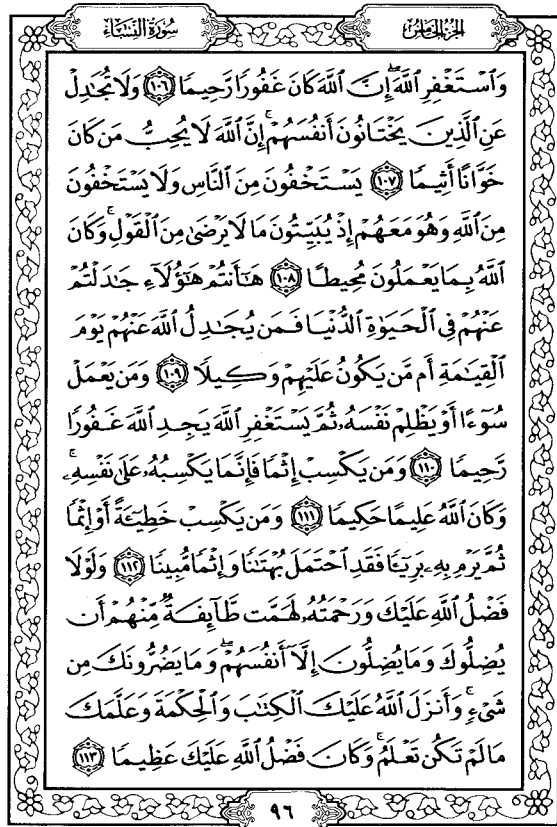 الجزء الخامس
سورة النساء
وَٱسۡتَغۡفِرِ ٱللَّهَۖ إِنَّ ٱللَّهَ كَانَ غَفُورٗا رَّحِيمٗا ١٠٦ وَلَا تُجَٰدِلۡ
عَنِ ٱلَّذِينَ يَخۡتَانُونَ أَنفُسَهُمۡۚ إِنَّ ٱللَّهَ لَا يُحِبُّ مَن كَانَ
خَوَّانًا أَثِيمٗا ١٠٧ يَسۡتَخۡفُونَ مِنَ ٱلنَّاسِ وَلَا يَسۡتَخۡفُونَ
مِنَ ٱللَّهِ وَهُوَ مَعَهُمۡ إِذۡ يُبَيِّتُونَ مَا لَا يَرۡضَىٰ مِنَ ٱلۡقَوۡلِۚ وَكَانَ
ٱللَّهُ بِمَا يَعۡمَلُونَ مُحِيطًا ١٠٨ هَٰٓأَنتُمۡ هَٰٓؤُلَآءِ جَٰدَلۡتُمۡ
عَنۡهُمۡ فِي ٱلۡحَيَوٰةِ ٱلدُّنۡيَا فَمَن يُجَٰدِلُ ٱللَّهَ عَنۡهُمۡ يَوۡمَ
ٱلۡقِيَٰمَةِ أَم مَّن يَكُونُ عَلَيۡهِمۡ وَكِيلٗا ١٠٩ وَمَن يَعۡمَلۡ
سُوٓءًا أَوۡ يَظۡلِمۡ نَفۡسَهُۥ ثُمَّ يَسۡتَغۡفِرِ ٱللَّهَ يَجِدِ ٱللَّهَ غَفُورٗا
رَّحِيمٗا ١١٠ وَمَن يَكۡسِبۡ إِثۡمٗا فَإِنَّمَا يَكۡسِبُهُۥ عَلَىٰ نَفۡسِهِۦۚ
وَكَانَ ٱللَّهُ عَلِيمًا حَكِيمٗا ١١١ وَمَن يَكۡسِبۡ خَطِيٓـَٔةً أَوۡ إِثۡمٗا
ثُمَّ يَرۡمِ بِهِۦ بَرِيٓـٔٗا فَقَدِ ٱحۡتَمَلَ بُهۡتَٰنٗا وَإِثۡمٗا مُّبِينٗا ١١٢ وَلَوۡلَا
فَضۡلُ ٱللَّهِ عَلَيۡكَ وَرَحۡمَتُهُۥ لَهَمَّت طَّآئِفَةٞ مِّنۡهُمۡ أَن
يُضِلُّوكَ وَمَا يُضِلُّونَ إِلَّآ أَنفُسَهُمۡۖ وَمَا يَضُرُّونَكَ مِن
شَيۡءٖۚ وَأَنزَلَ ٱللَّهُ عَلَيۡكَ ٱلۡكِتَٰبَ وَٱلۡحِكۡمَةَ وَعَلَّمَكَ
مَا لَمۡ تَكُن تَعۡلَمُۚ وَكَانَ فَضۡلُ ٱللَّهِ عَلَيۡكَ عَظِيمٗا ١١٣
٩٦